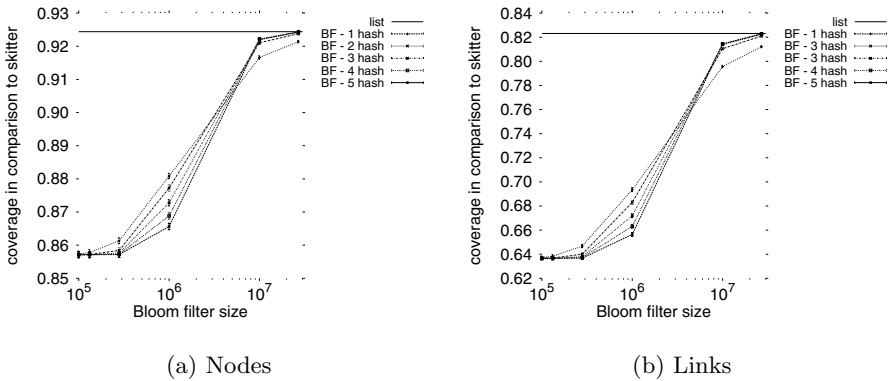 coverage in comparison to skitter
0.93
0.92
0.91
0.90
0.89
0.88
0.87
0.86
0.85
10^5
10^6
10^7
Bloom filter size
list
BF - 1 hash
BF - 2 hash
BF - 3 hash
BF - 4 hash
BF - 5 hash
(a) Nodes
coverage in comparison to skitter
0.84
0.82
0.80
0.78
0.76
0.74
0.72
0.70
0.68
0.66
0.64
0.62
10^5
10^6
10^7
Bloom filter size
list
BF - 1 hash
BF - 3 hash
BF - 3 hash
BF - 4 hash
BF - 5 hash
(b) Links